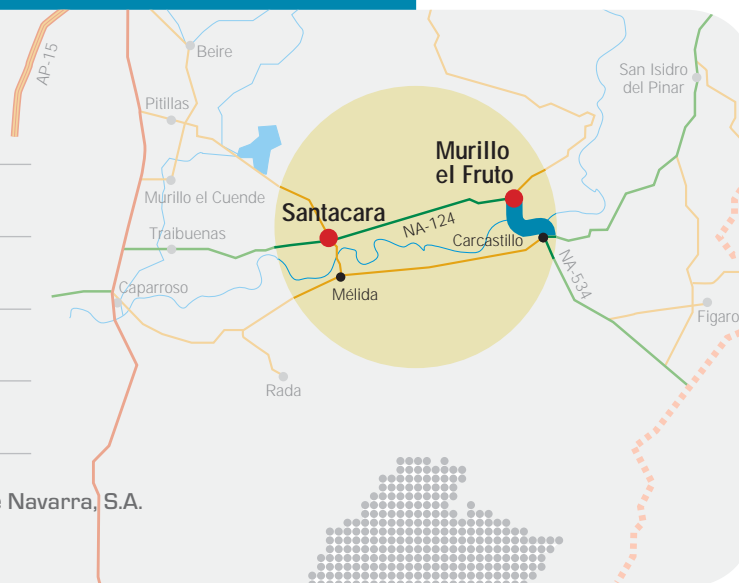 AP-15
Beire
San Isidro
del Pinar
Pitillas
Murillo
el Fruto
Murillo el Cuende
Santacara
NA-124
Traibuenas
Carcastillo
NA-534
Caparroso
Mélida
Figaro
Rada
e Navarra, S.A.